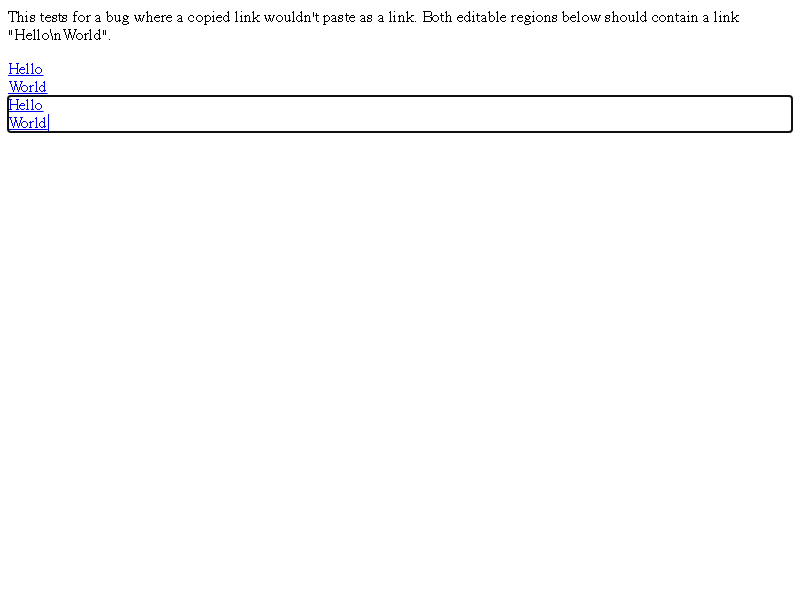 This tests for a bug where a copied link wouldn't paste as a link. Both editable regions below should contain a link
"Hello\nWorld".
Hello
World
Hello
World